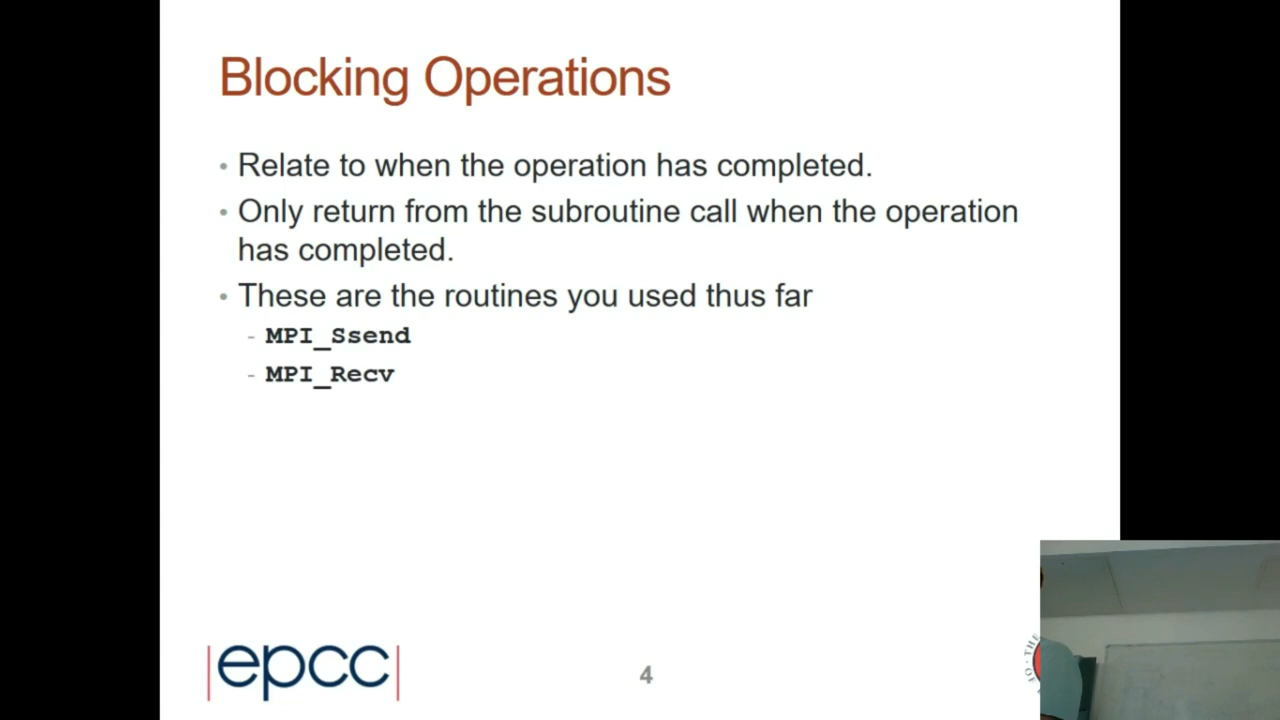 Blocking Operations
• Relate to when the operation has completed.
• Only return from the subroutine call when the operation
has completed.
• These are the routines you used thus far
- MPI_Ssend
- MPI_Recv
|epcc|
4